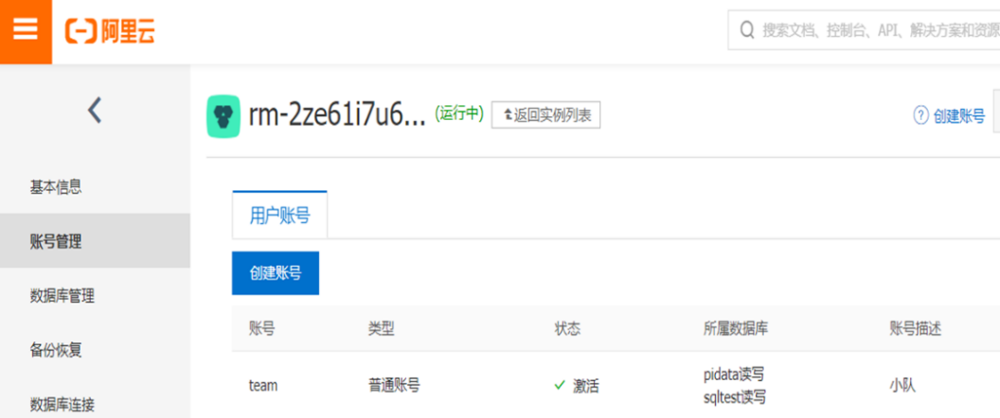 阿里云
搜索文档、控制台、API、解决方案和资源
rm-2ze61i7u6... (运行中) 返回实例列表
创建账号
基本信息
账号管理
数据库管理
备份恢复
数据库连接
用户账号
创建账号
账号 类型 状态 所属数据库 账号描述
team 普通账号 激活 pidata读写 小队
sqltest读写